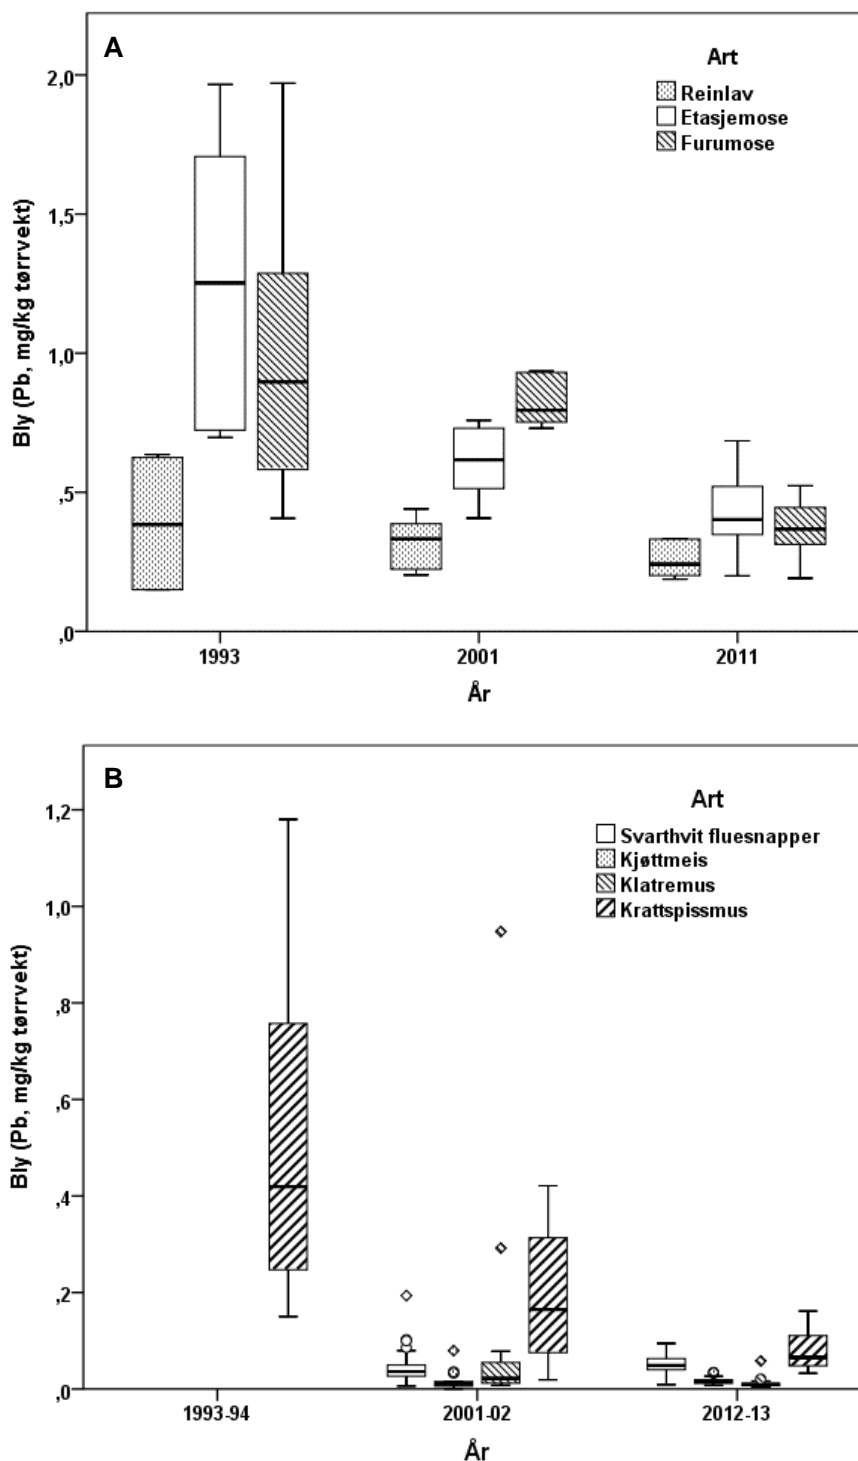 A
Art
Reinlav
Etasjemose
Furumose
Bly (Pb, mg/kg tørrvekt)
2,0
1,5
1,0
,5
,0
1993
2001
2011
År
B
Art
Svarthvit fluesnapper
Kjøttmeis
Klatremus
Krattspissmus
Bly (Pb, mg/kg tørrvekt)
1,2
1,0
,8
,6
,4
,2
,0
1993-94
2001-02
2012-13
År